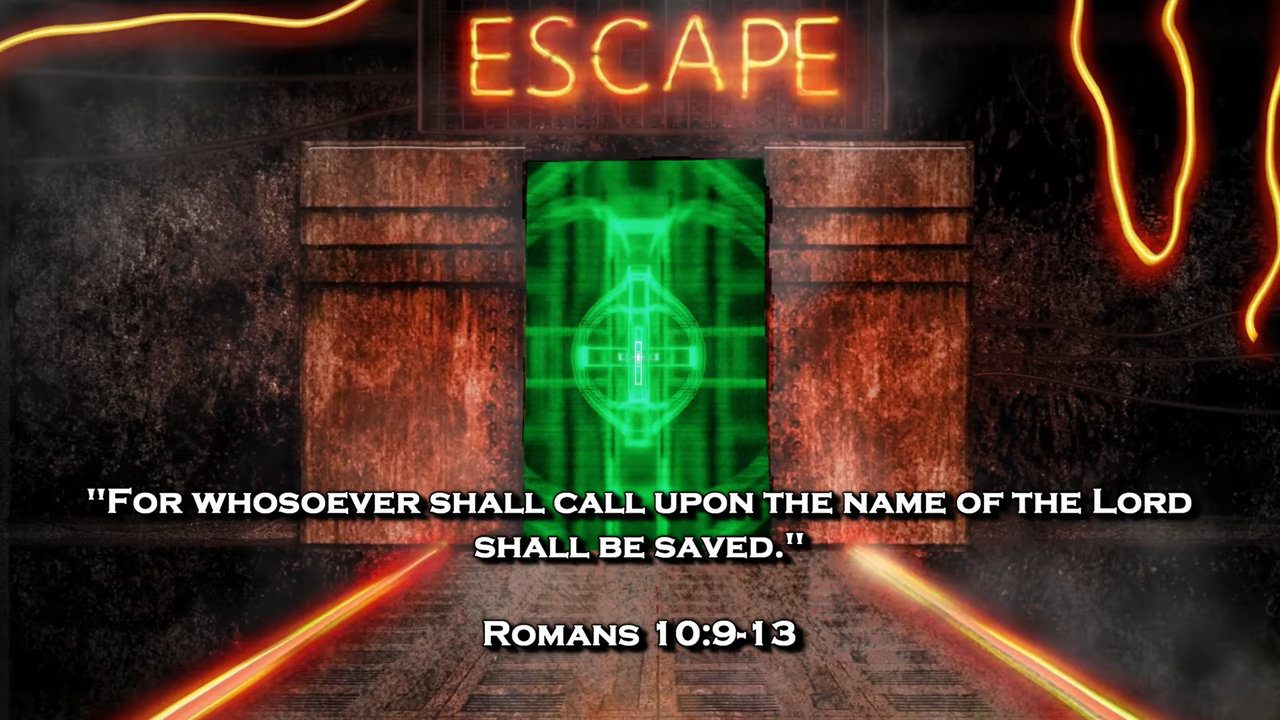 ESCAPE
"For whosoever shall call upon the name of the Lord
shall be saved."
Romans 10:9-13